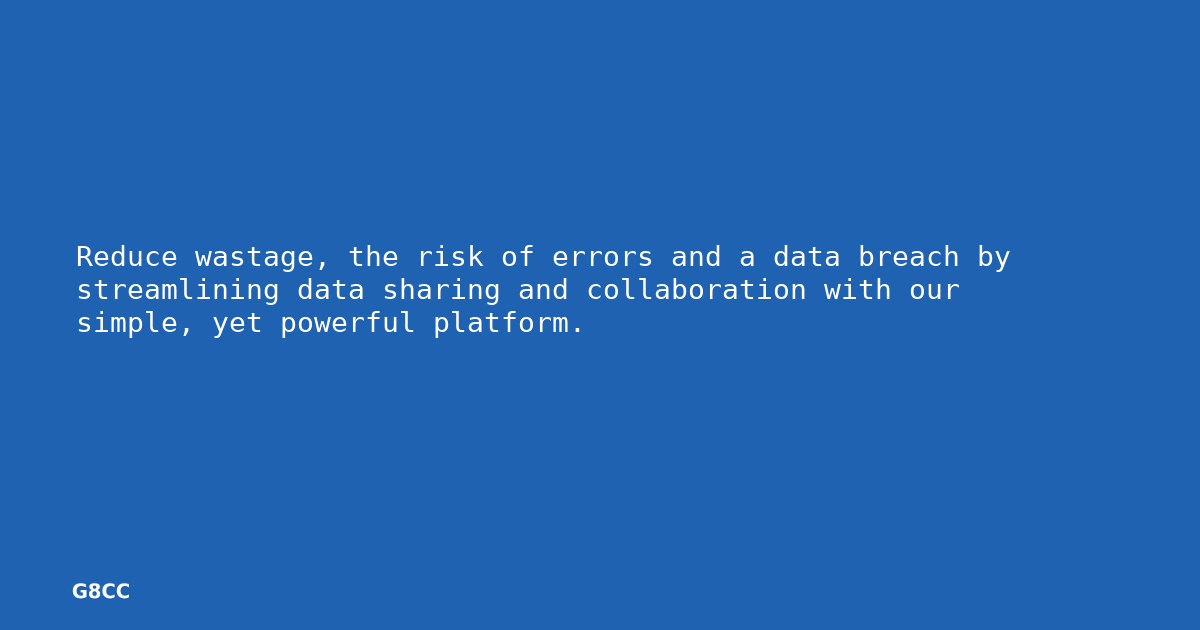 Reduce wastage, the risk of errors and a data breach by
streamlining data sharing and collaboration with our
simple, yet powerful platform.
G8CC